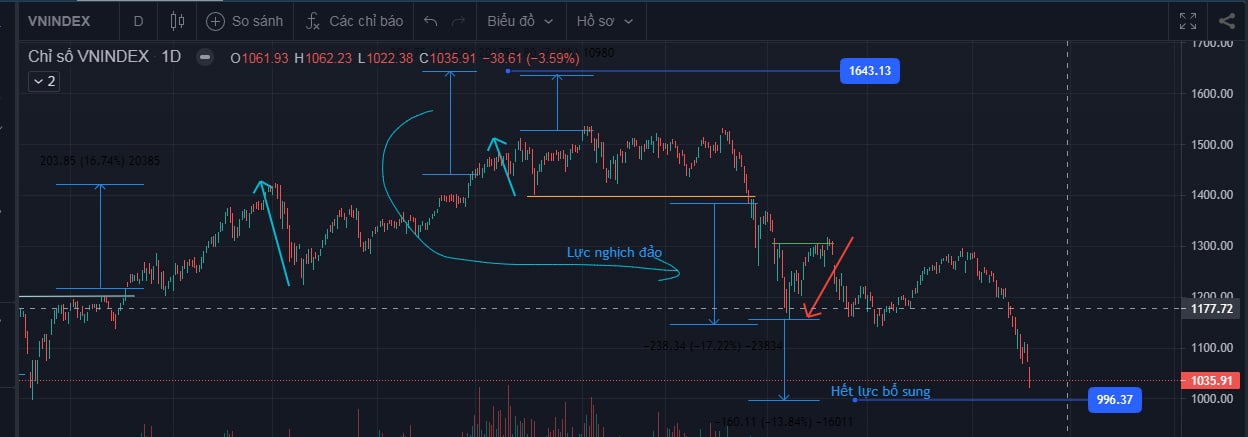 VNINDEX D So sánh Các chỉ báo Biểu đồ Hồ sơ
Chỉ số VNINDEX 1D O1061.93 H1062.23 L1022.38 C1035.91 −38.61 (−3.59%)
2
1700.00
1643.13
1600.00
1500.00
203.85 (16.74%) 20385
1400.00
1300.00
Lực nghịch đảo
1200.00
1177.72
−238.34 (−17.22%) −23834
1100.00
1035.91
Hết lực bổ sung
996.37
1000.00
−160.11 (−13.84%) −16011